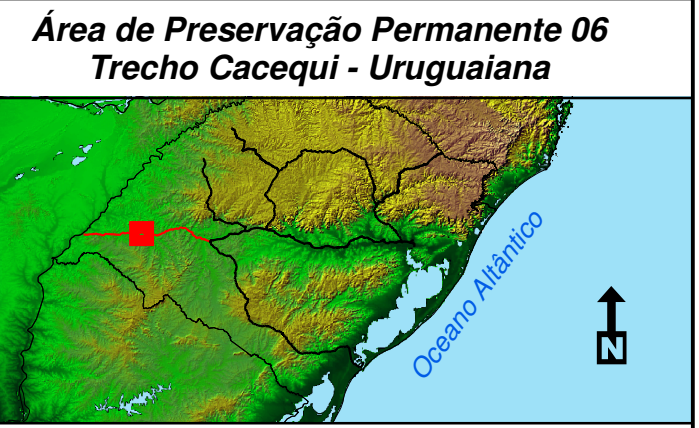 Área de Preservação Permanente 06
Trecho Cacequi - Uruguaiana
Oceano Altântico
N